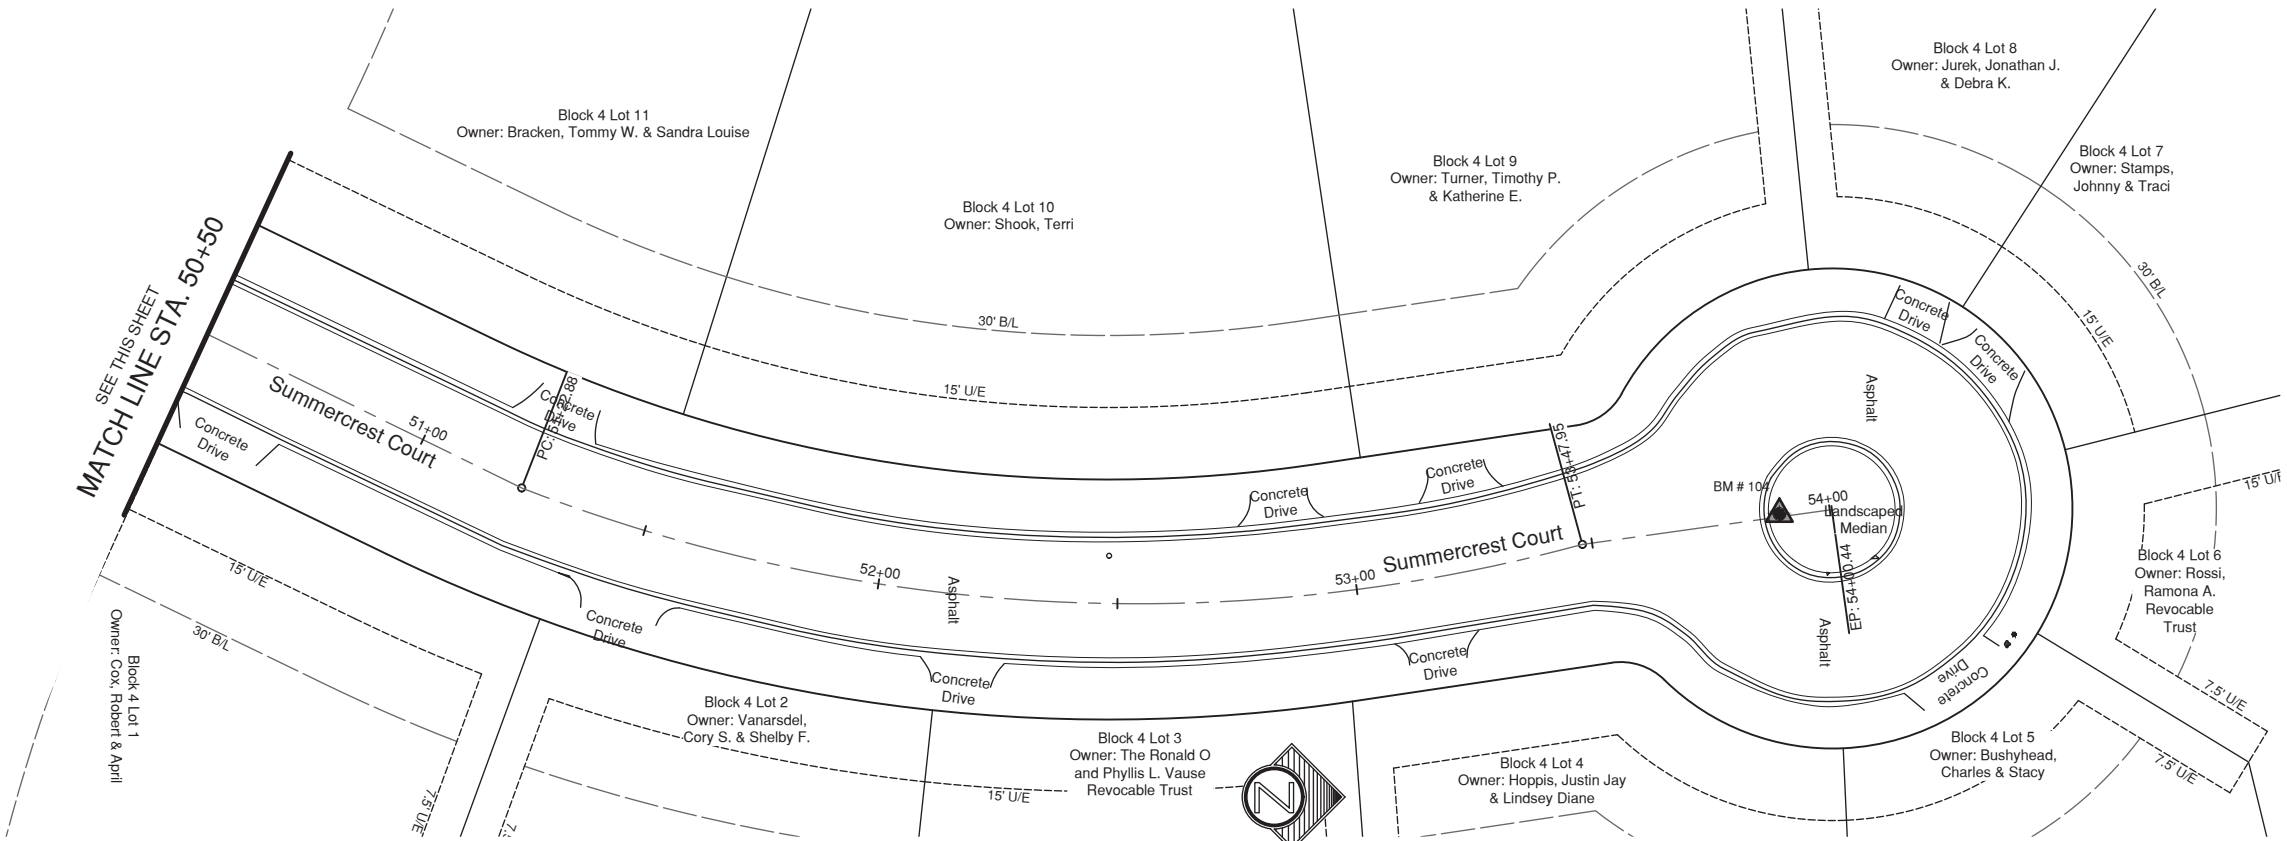 Block 4 Lot 8
Owner: Jurek, Jonathan J.
& Debra K.
Block 4 Lot 11
Owner: Bracken, Tommy W. & Sandra Louise
Block 4 Lot 9
Owner: Turner, Timothy P.
& Katherine E.
Block 4 Lot 7
Owner: Stamps,
Johnny & Traci
Block 4 Lot 10
Owner: Shook, Terri
SEE THIS SHEET
MATCH LINE STA. 50+50
30' B/L
15' U/E
30' B/L
15' U/E
Concrete
Drive
Concrete
Drive
Summercrest Court
51+00
Concrete
Drive
Concrete
Drive
Asphalt
PT: 53+47.95
Concrete
Drive
Concrete
Drive
BM # 104
54+00
Landscaped
Median
15' U/E
Summercrest Court
52+00
53+00
Asphalt
EP: 54+00.44
Asphalt
Block 4 Lot 6
Owner: Rossi,
Ramona A.
Revocable
Trust
15' U/E
30' B/L
Concrete
Drive
Concrete
Drive
Concrete
Drive
Concrete
Drive
7.5' U/E
Block 4 Lot 1
Owner: Cox, Robert & April
Block 4 Lot 2
Owner: Vanarsdel,
Cory S. & Shelby F.
Block 4 Lot 3
Owner: The Ronald O
and Phyllis L. Vause
Revocable Trust
Block 4 Lot 4
Owner: Hoppis, Justin Jay
& Lindsey Diane
Block 4 Lot 5
Owner: Bushyhead,
Charles & Stacy
7.5' U/E
15' U/E
7.5' U/E
N